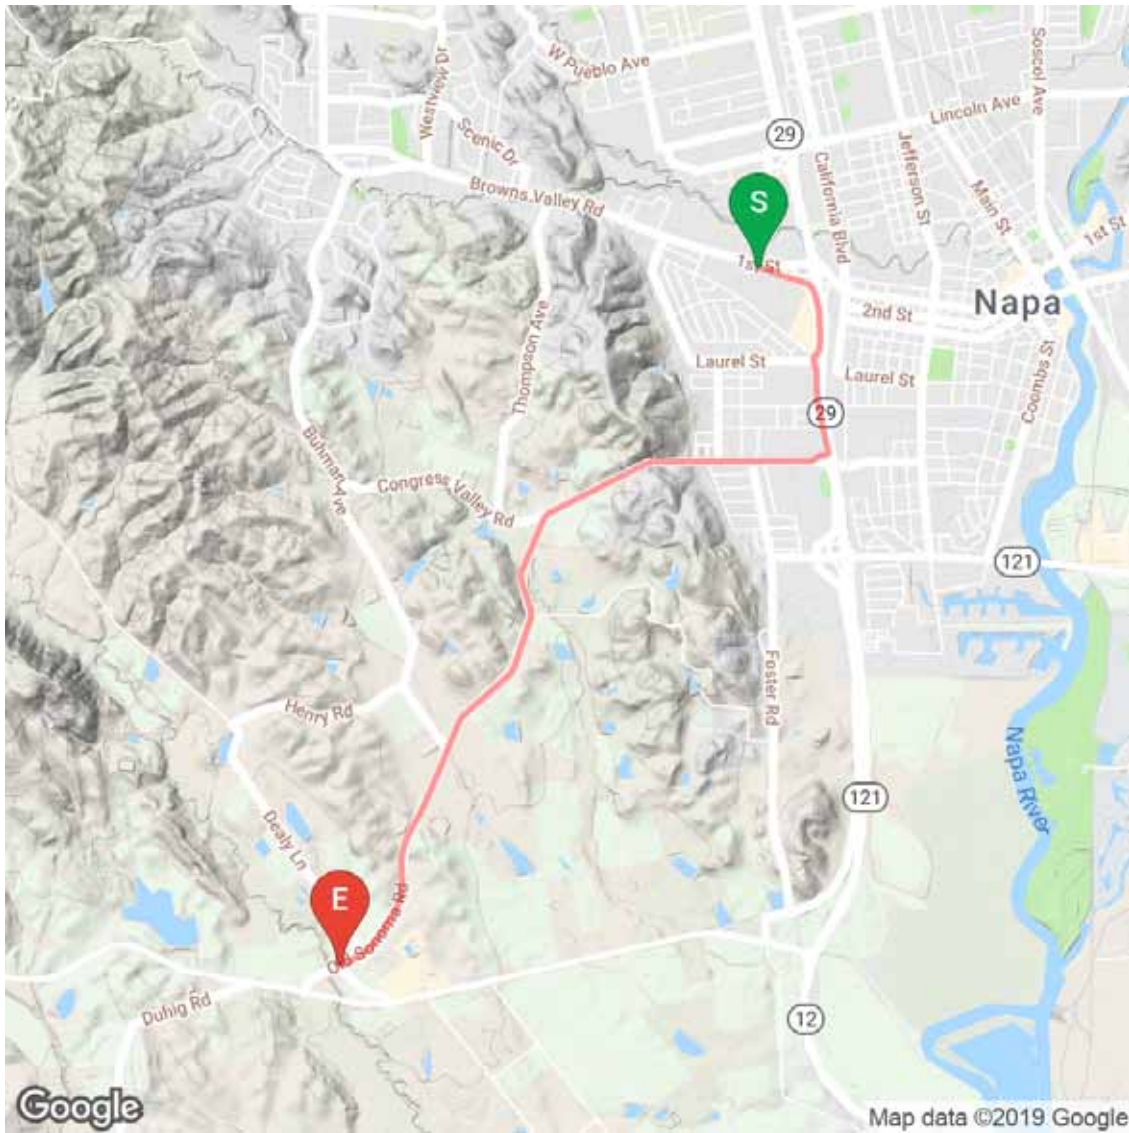 W Pueblo Ave
Westview Dr
Scenic Dr
Soscol Ave
Lincoln Ave
29
Jefferson St
California Blvd
Main St
S
Browns Valley Rd
1st St
1st St
2nd St
Napa
Thompson Ave
Laurel St
Laurel St
Coombs St
29
Buhman Ave
Congress Valley Rd
121
Foster Rd
Henry Rd
Napa River
121
Dealy Ln
E
Old Sonoma Rd
Duhig Rd
12
Google
Map data ©2019 Google